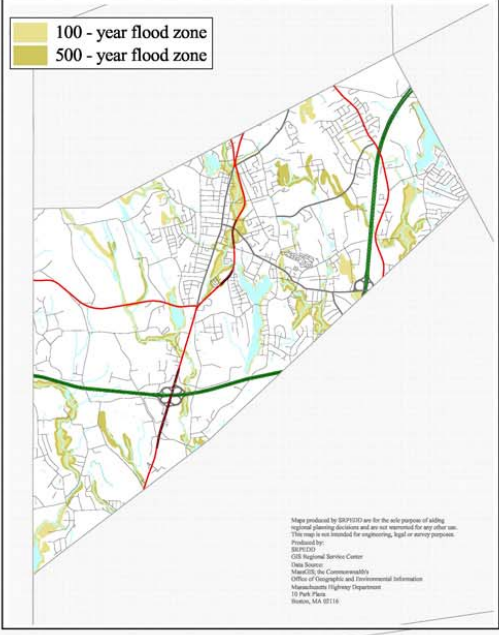 100 - year flood zone
500 - year flood zone
Maps produced by SRPEDD are for the sole purpose of aiding
regional planning decisions and are not warranted for any other use.
This map is not intended for engineering, legal or survey purposes.
Produced by:
SRPEDD
GIS Regional Service Center
Data Source:
MassGIS, the Commonwealth's
Office of Geographic and Environmental Information
Massachusetts Highway Department
10 Park Plaza
Boston, MA 02116